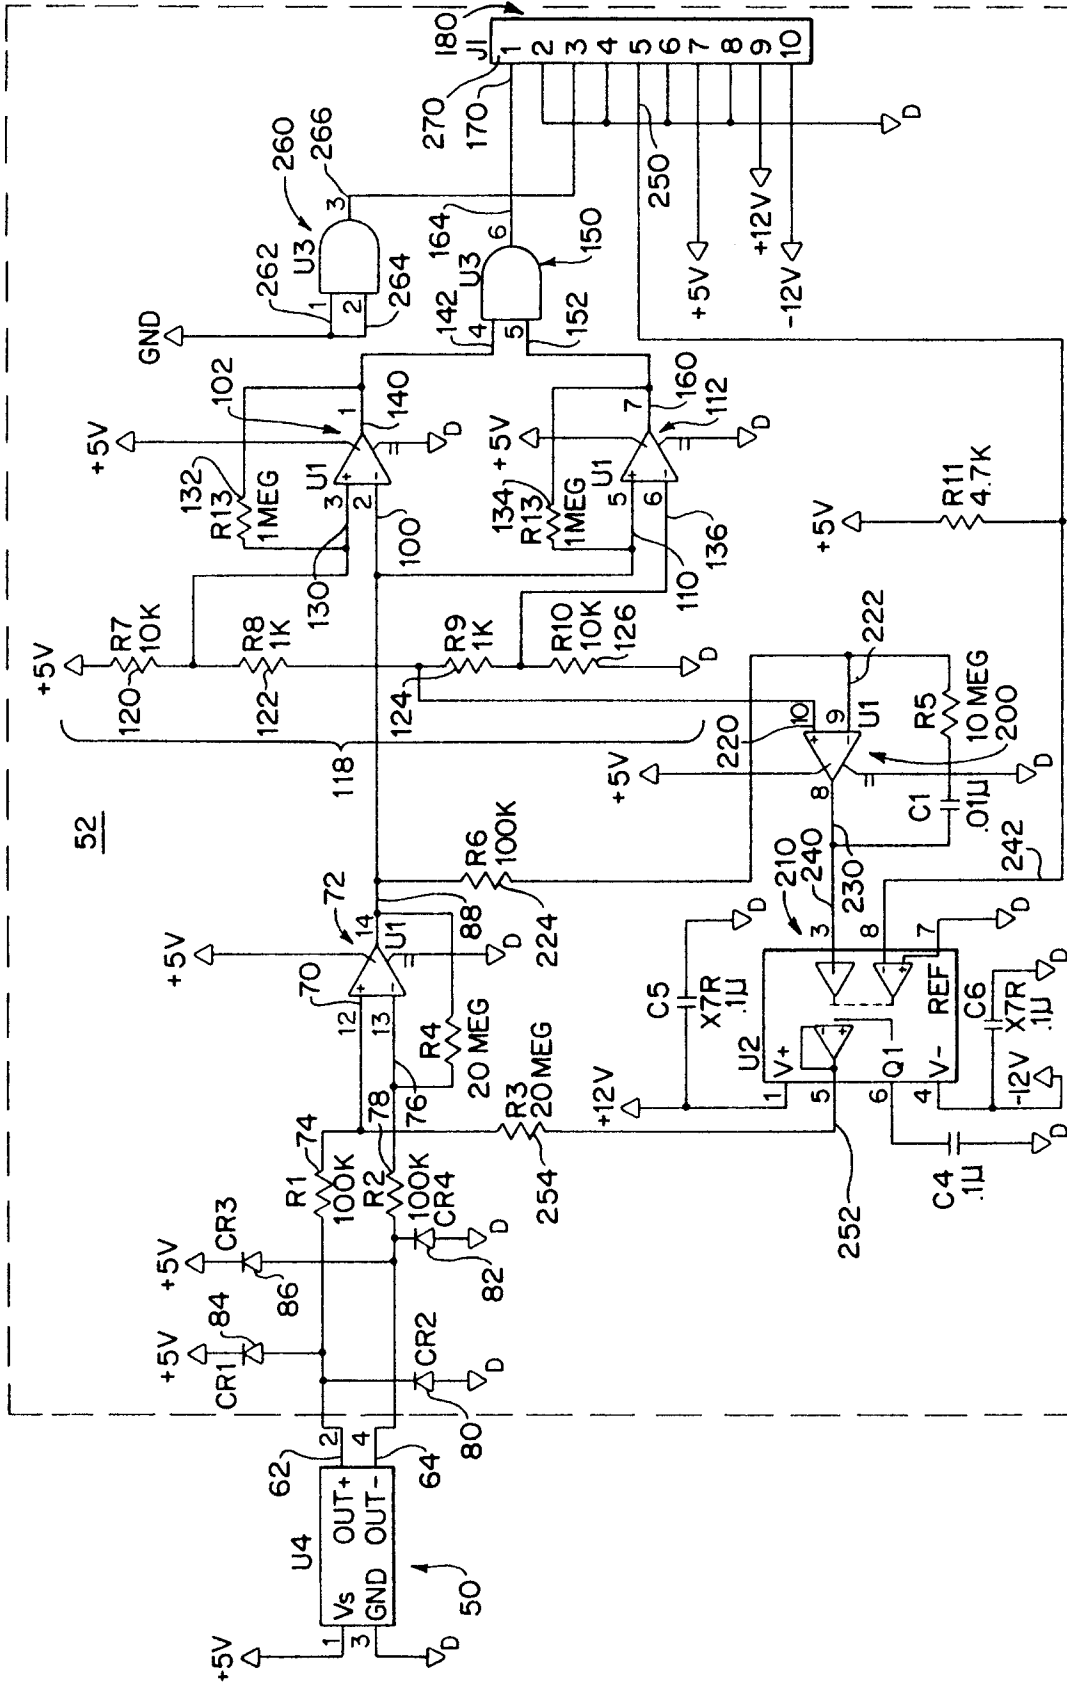 52
+5V
U4
1
Vs
OUT+
2
62
3
GND
OUT-
4
64
D
50
+5V
CR1
84
+5V
CR3
86
80
CR2
D
82
CR4
D
R1
100K
74
R2
100K
78
76
R3
20 MEG
254
R4
20 MEG
+5V
70
72
12
13
14
U1
D
88
R6
100K
224
118
+5V
R7
10K
120
R8
1K
122
R9
1K
124
R10
10K
126
D
+5V
102
R13
1MEG
132
3
2
1
U1
D
130
100
140
+5V
R13
1MEG
134
5
6
7
U1
D
110
136
160
112
GND
262
1
2
264
U3
3
260
266
142
4
5
152
U3
6
150
164
270
170
180
J1
1
2
3
4
5
6
7
8
9
10
250
D
+5V
+12V
-12V
+5V
R11
4.7K
+5V
220
10
9
8
U1
222
200
D
R5
10 MEG
C1
.01µ
230
240
210
242
3
8
7
D
C5
X7R
.1µ
D
+12V
U2
1
V+
5
6
Q1
4
V-
REF
252
C4
.1µ
D
C6
X7R
.1µ
-12V
D